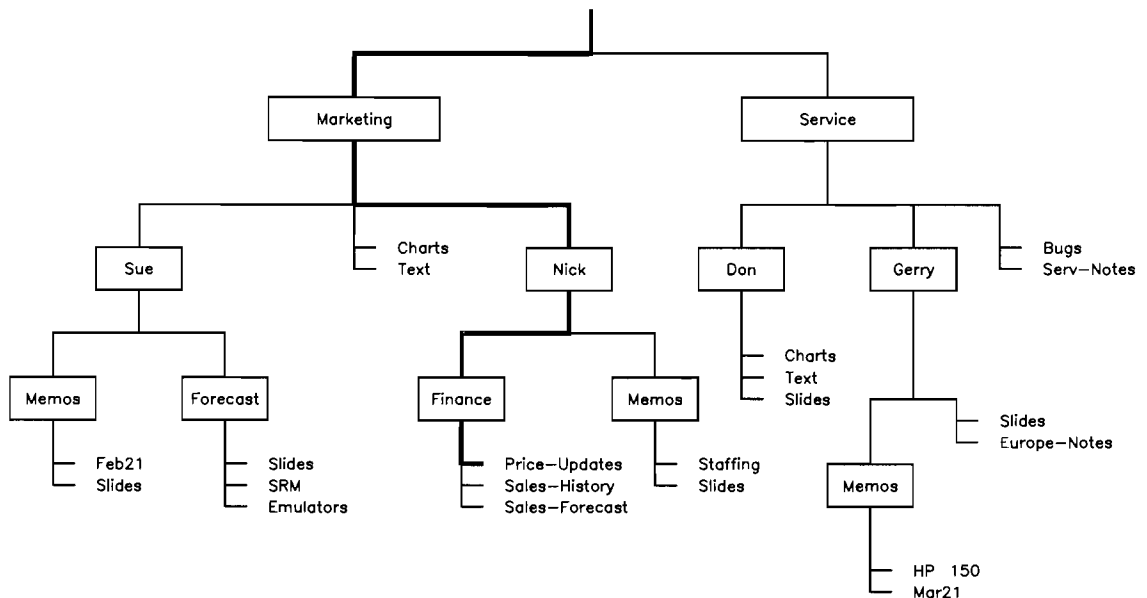 Marketing
Service
Sue
Charts
Text
Nick
Don
Gerry
Bugs
Serv-Notes
Memos
Forecast
Finance
Memos
Charts
Text
Slides
Feb21
Slides
Slides
SRM
Emulators
Price-Updates
Sales-History
Sales-Forecast
Staffing
Slides
Slides
Europe-Notes
Memos
HP 150
Mar21